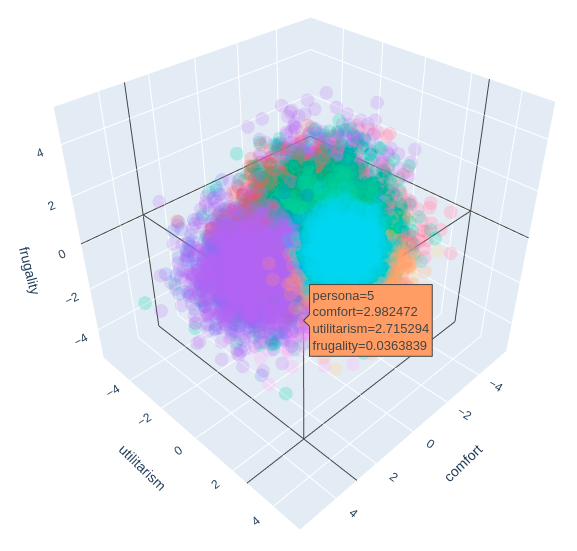 4
2
0
−2
−4
frugality
persona=5
comfort=2.982472
utilitarism=2.715294
frugality=0.0363839
−4
−2
0
2
4
utilitarism
−4
−2
0
2
4
comfort